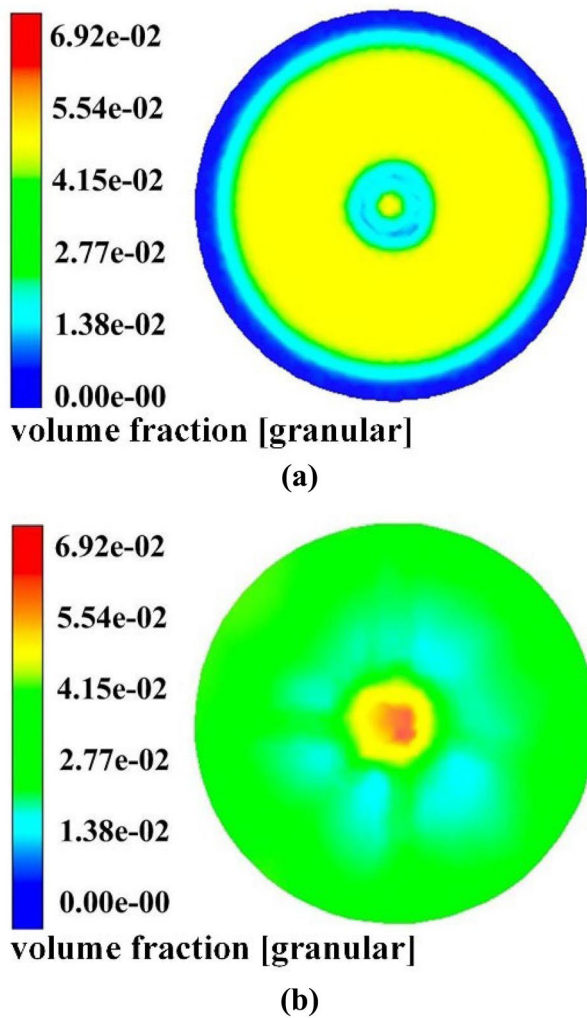 6.92e-02
5.54e-02
4.15e-02
2.77e-02
1.38e-02
0.00e-00
volume fraction [granular]
(a)
6.92e-02
5.54e-02
4.15e-02
2.77e-02
1.38e-02
0.00e-00
volume fraction [granular]
(b)